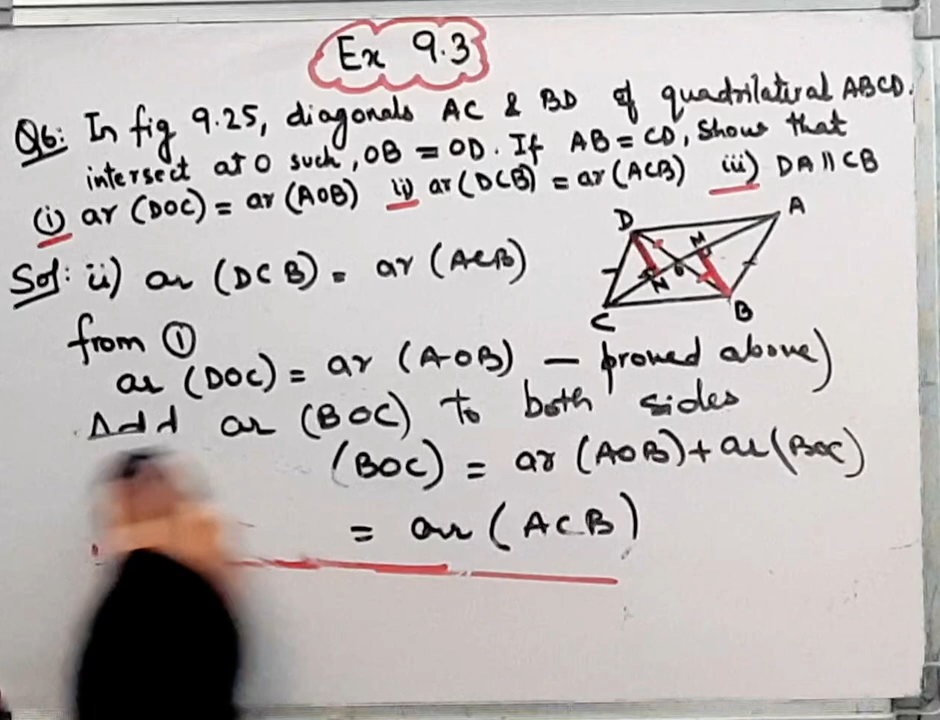 Ex 9.3
Q6: In fig 9.25, diagonals AC & BD of quadrilateral ABCD.
intersect at O such, OB = OD. If AB = CD, Show that
(i) ar (DOC) = ar (AOB) ii) ar (DCB) = ar (ACB) iii) DA || CB
Sol: ii) ar (DCB) = ar (ACB)
from ①
ar (DOC) = ar (AOB) — proved above)
Add ar (BOC) to both sides
(BOC) = ar (AOB) + ar (BOC)
= ar (ACB)
D
A
M
O
N
C
B